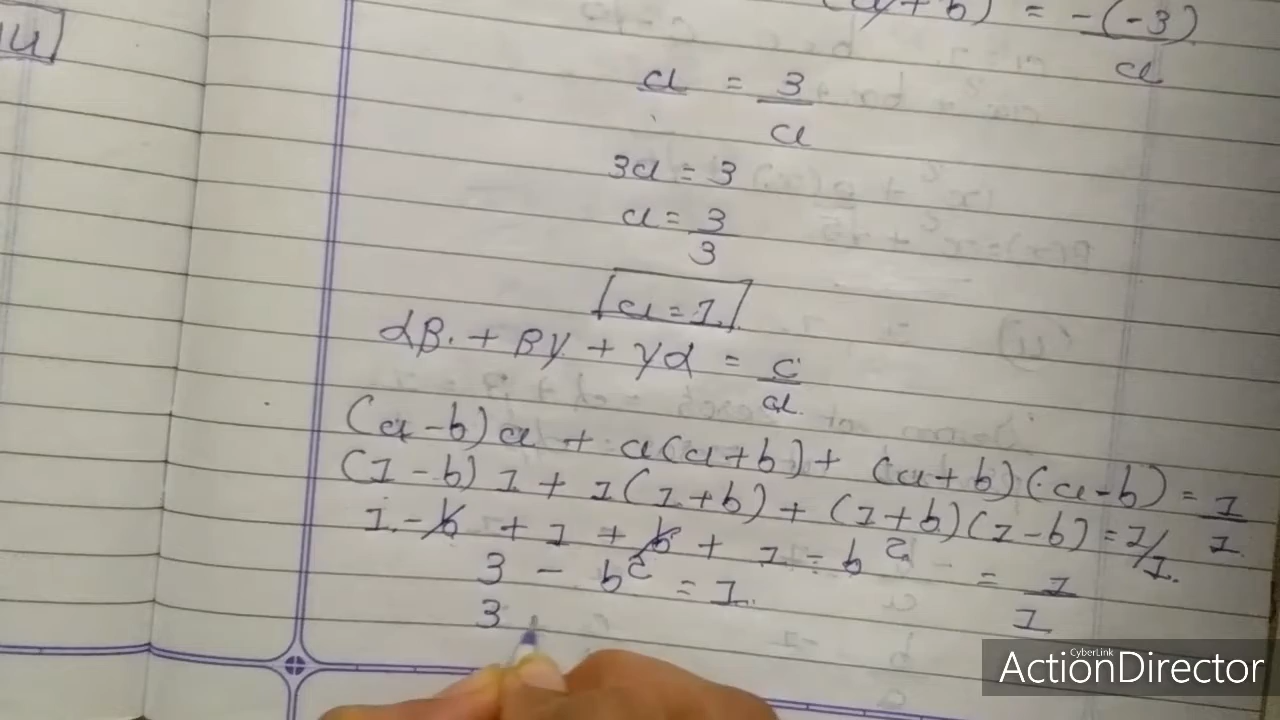 (a+b) = -(-3)/a
a = 3/a
3a = 3
a = 3/3
a = 1
αβ + βγ + γα = c/a
(a-b)a + a(a+b) + (a+b)(a-b) = 1/1
(1-b)1 + 1(1+b) + (1+b)(1-b) = 1/1
1 - b + 1 + b + 1 - b² = 1/1
3 - b² = 1
3
CyberLink
ActionDirector